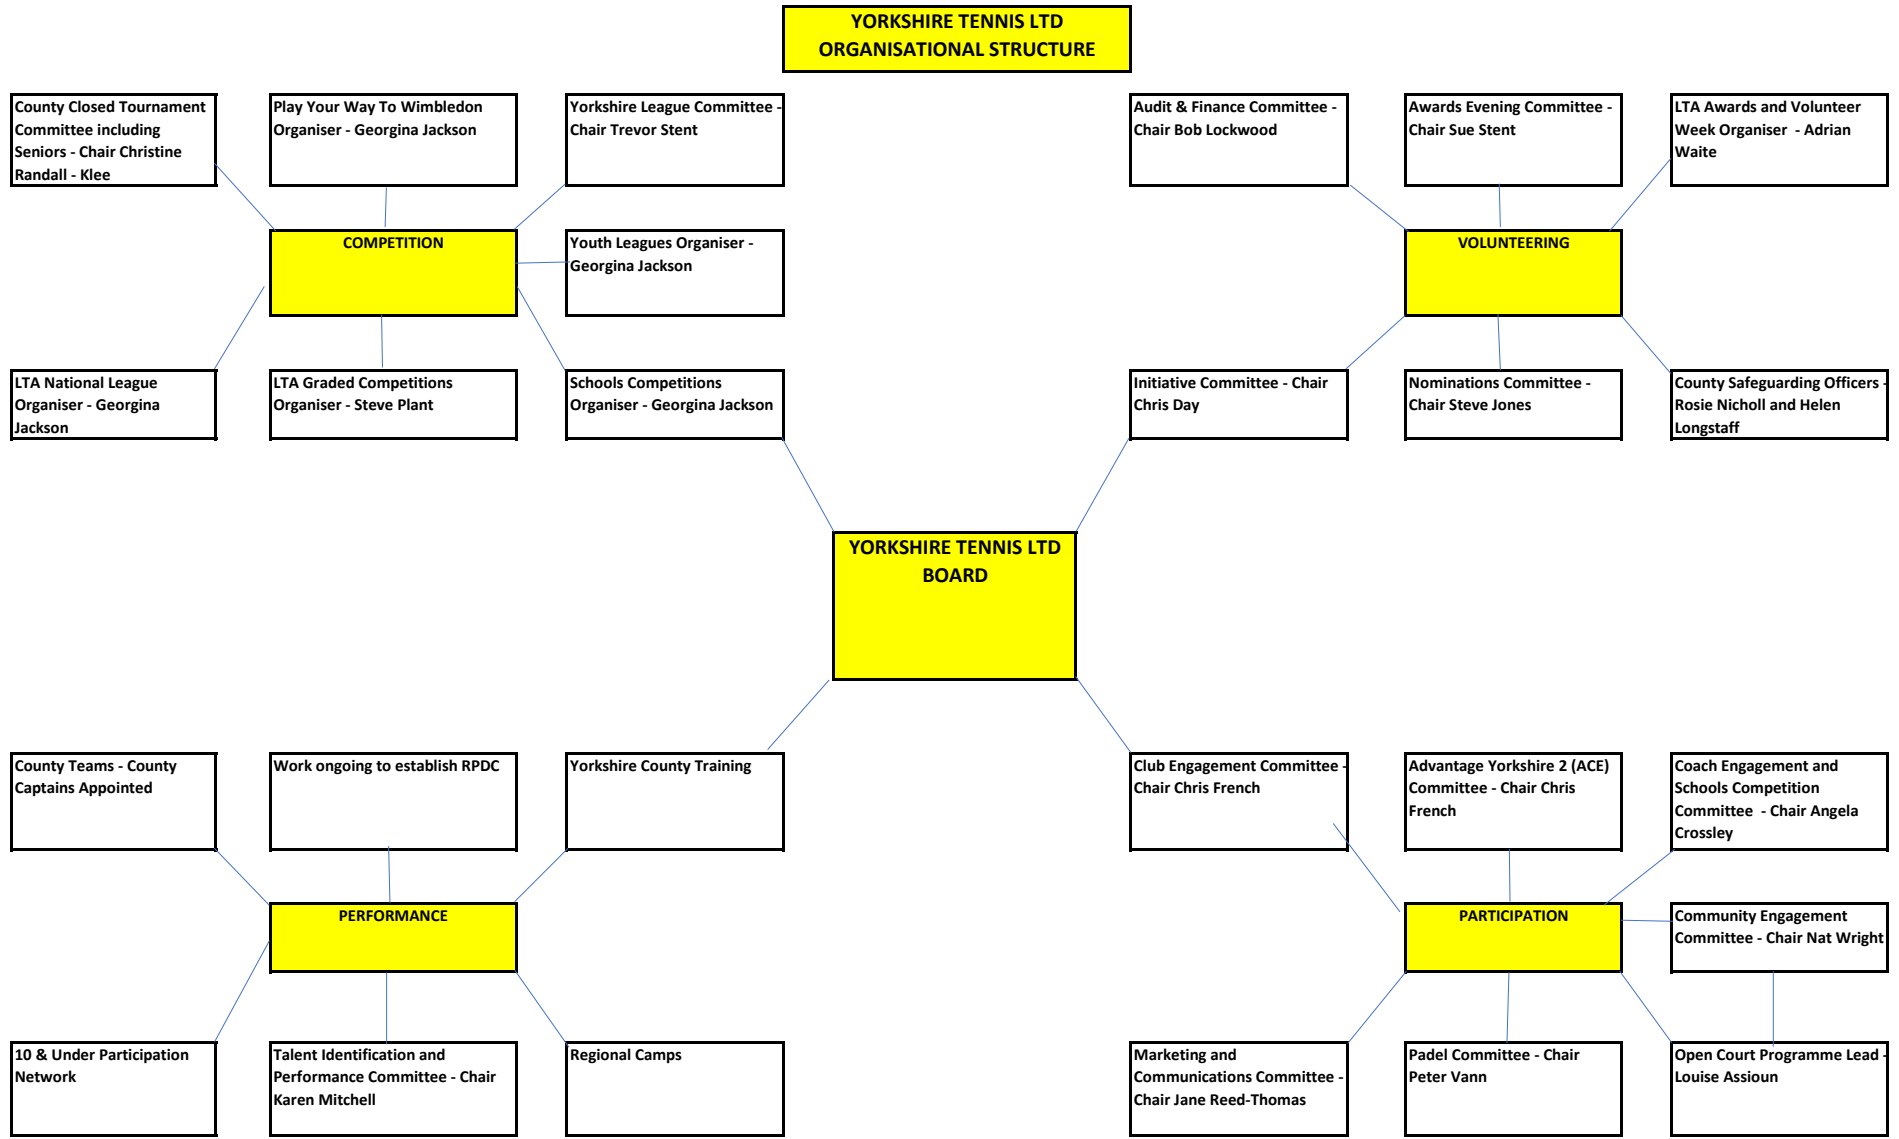 YORKSHIRE TENNIS LTD
ORGANISATIONAL STRUCTURE
County Closed Tournament
Committee including
Seniors - Chair Christine
Randall - Klee
Play Your Way To Wimbledon
Organiser - Georgina Jackson
Yorkshire League Committee -
Chair Trevor Stent
Audit & Finance Committee -
Chair Bob Lockwood
Awards Evening Committee -
Chair Sue Stent
LTA Awards and Volunteer
Week Organiser - Adrian
Waite
COMPETITION
Youth Leagues Organiser -
Georgina Jackson
VOLUNTEERING
LTA National League
Organiser - Georgina
Jackson
LTA Graded Competitions
Organiser - Steve Plant
Schools Competitions
Organiser - Georgina Jackson
Initiative Committee - Chair
Chris Day
Nominations Committee -
Chair Steve Jones
County Safeguarding Officers -
Rosie Nicholl and Helen
Longstaff
YORKSHIRE TENNIS LTD
BOARD
County Teams - County
Captains Appointed
Work ongoing to establish RPDC
Yorkshire County Training
Club Engagement Committee -
Chair Chris French
Advantage Yorkshire 2 (ACE)
Committee - Chair Chris
French
Coach Engagement and
Schools Competition
Committee - Chair Angela
Crossley
PERFORMANCE
PARTICIPATION
Community Engagement
Committee - Chair Nat Wright
10 & Under Participation
Network
Talent Identification and
Performance Committee - Chair
Karen Mitchell
Regional Camps
Marketing and
Communications Committee -
Chair Jane Reed-Thomas
Padel Committee - Chair
Peter Vann
Open Court Programme Lead -
Louise Assioun